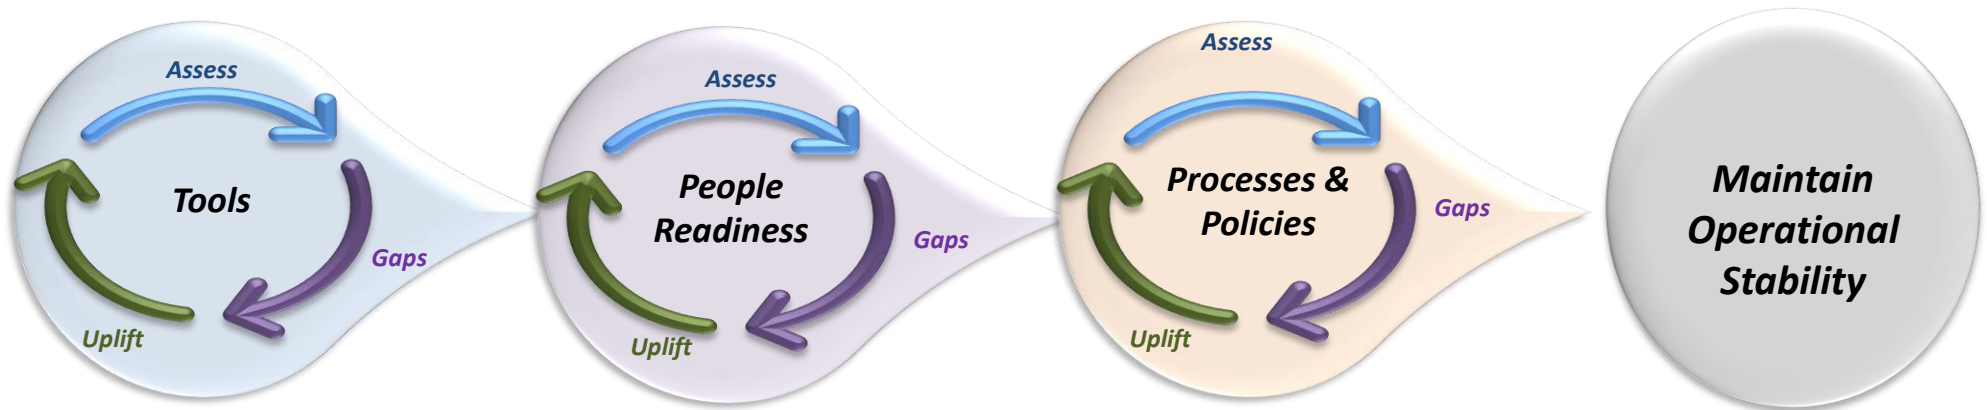 Assess
Tools
Gaps
Uplift
Assess
People
Readiness
Gaps
Uplift
Assess
Processes &
Policies
Gaps
Uplift
Maintain
Operational
Stability